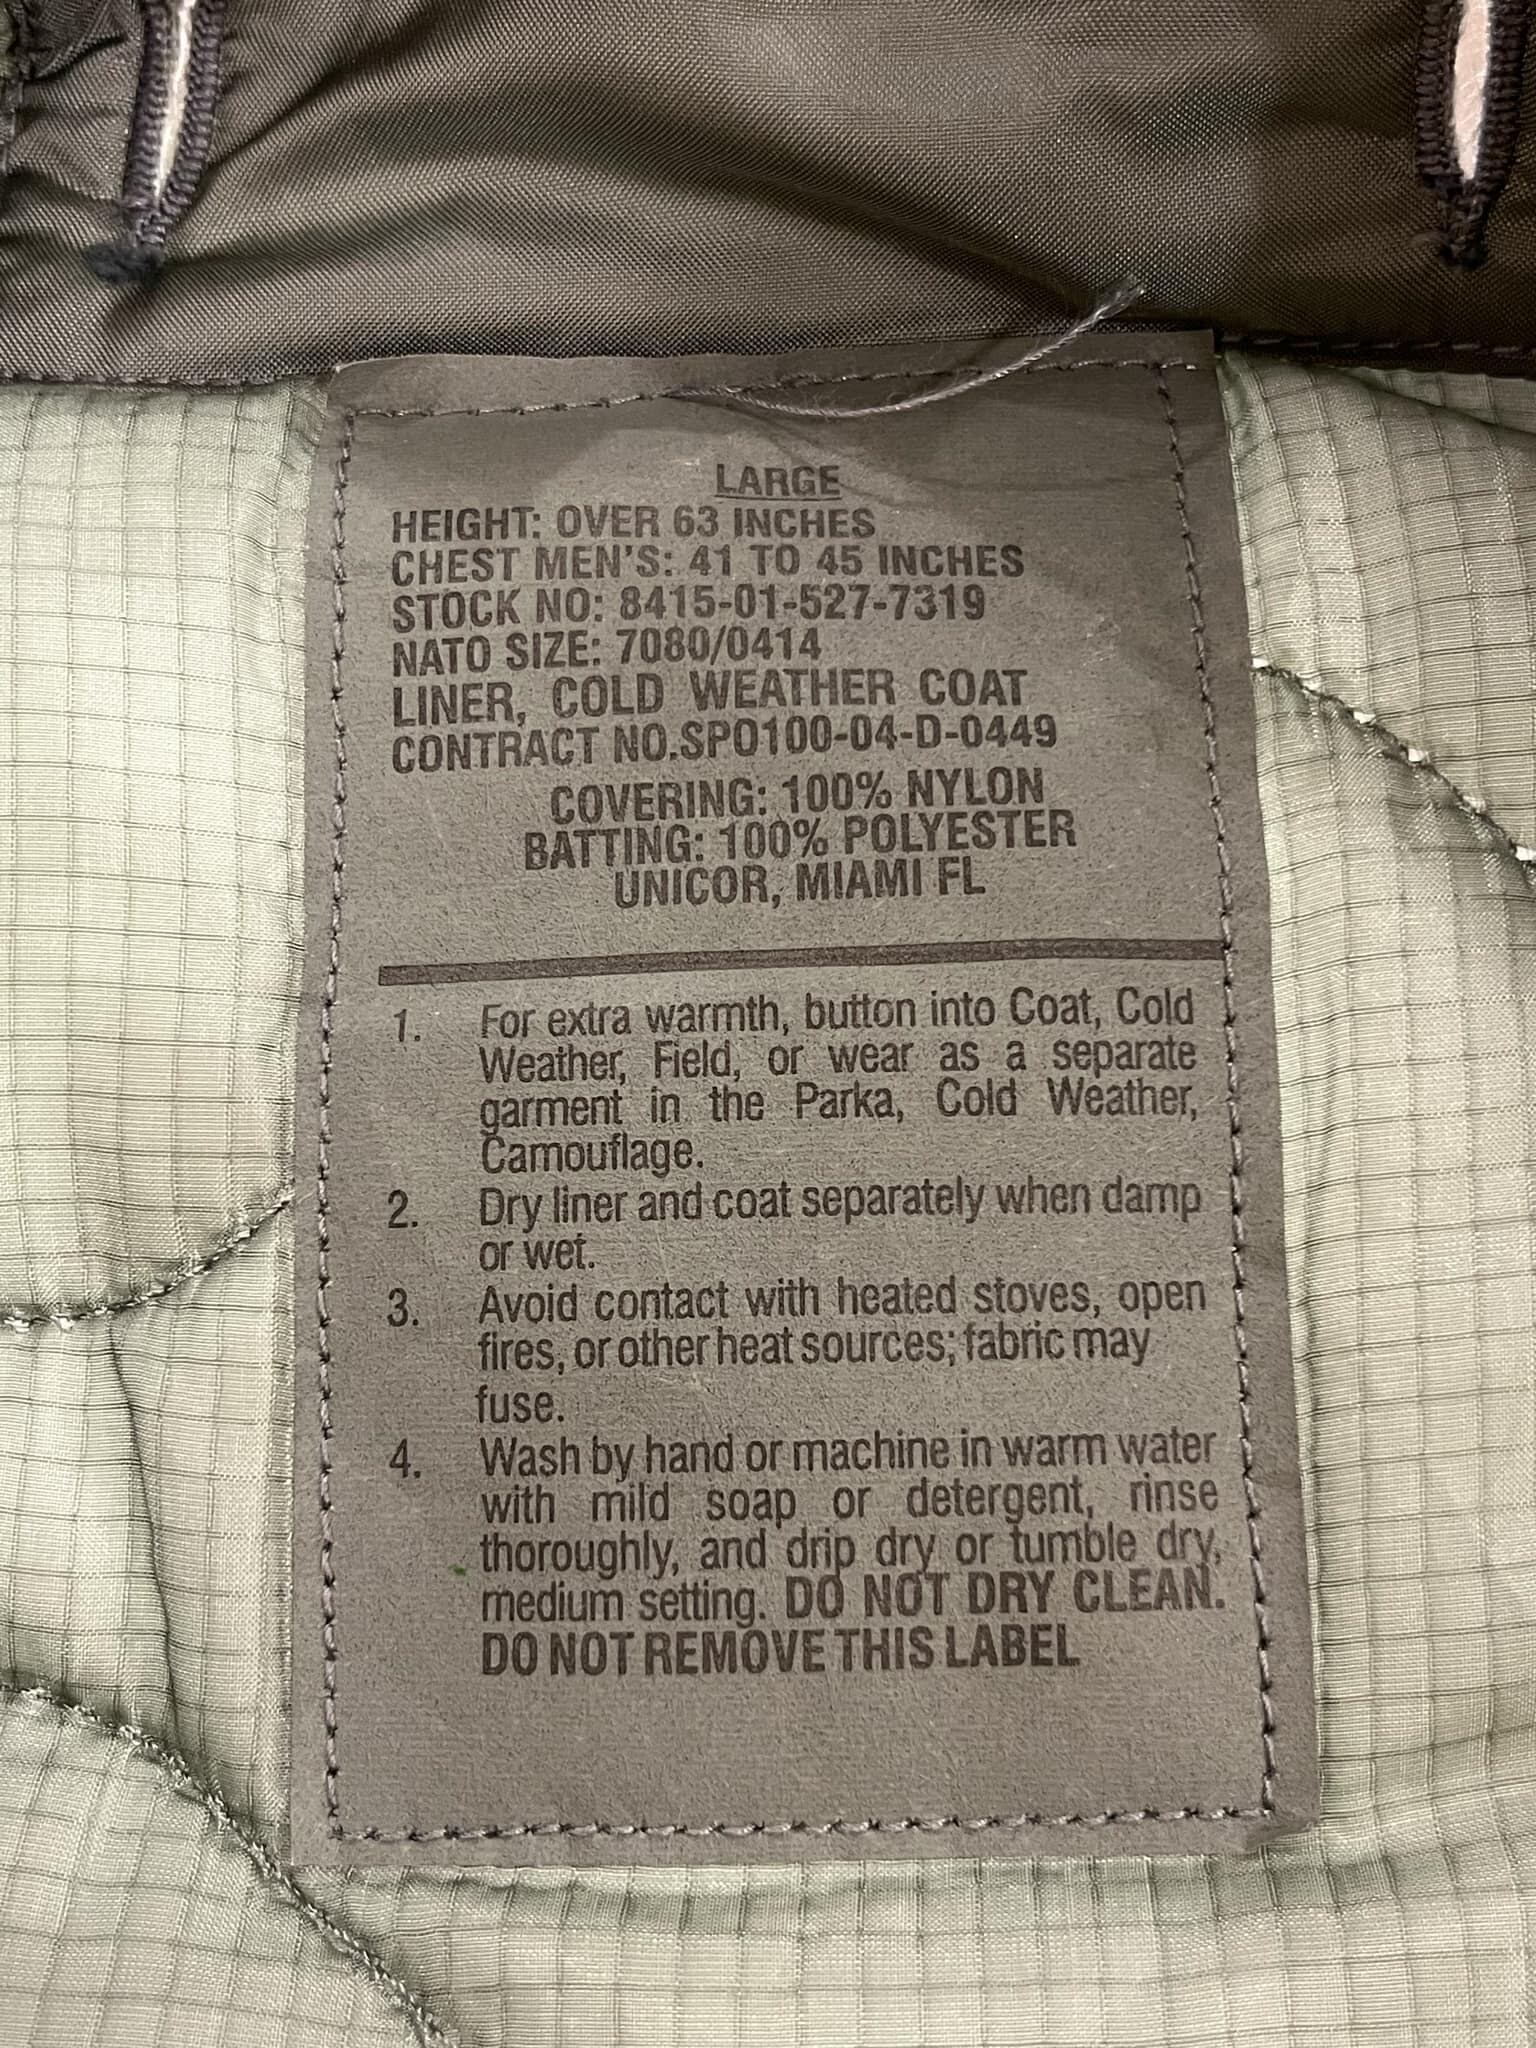 LARGE
HEIGHT: OVER 63 INCHES
CHEST MEN'S: 41 TO 45 INCHES
STOCK NO: 8415-01-527-7319
NATO SIZE: 7080/0414
LINER, COLD WEATHER COAT
CONTRACT NO.SPO100-04-D-0449
COVERING: 100% NYLON
BATTING: 100% POLYESTER
UNICOR, MIAMI FL
1. For extra warmth, button into Coat, Cold
Weather, Field, or wear as a separate
garment in the Parka, Cold Weather,
Camouflage.
2. Dry liner and coat separately when damp
or wet.
3. Avoid contact with heated stoves, open
fires, or other heat sources; fabric may
fuse.
4. Wash by hand or machine in warm water
with mild soap or detergent, rinse
thoroughly, and drip dry or tumble dry,
medium setting. DO NOT DRY CLEAN.
DO NOT REMOVE THIS LABEL